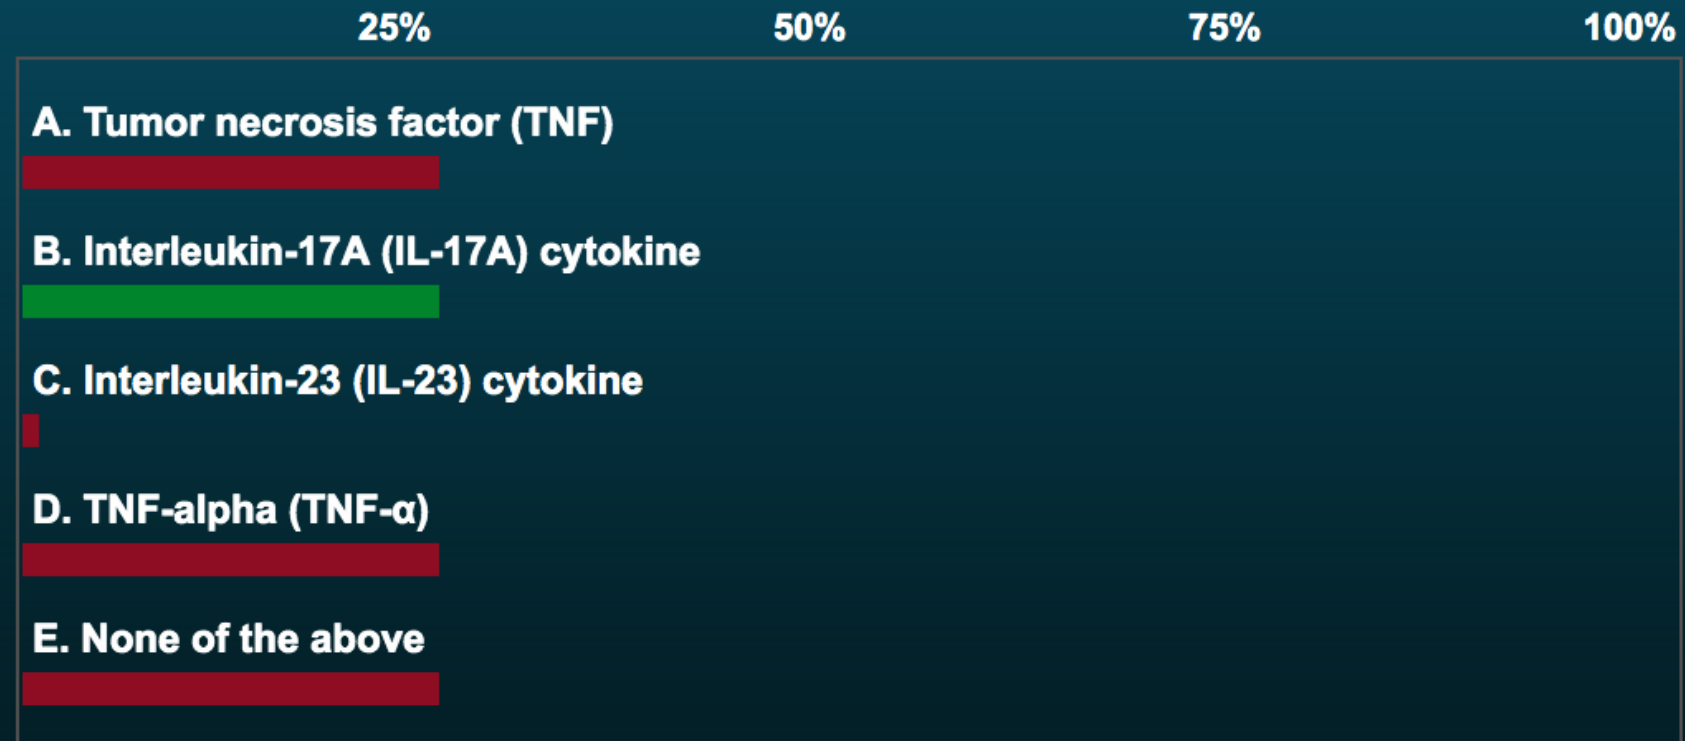 25% 50% 75% 100%
A. Tumor necrosis factor (TNF)
B. Interleukin-17A (IL-17A) cytokine
C. Interleukin-23 (IL-23) cytokine
D. TNF-alpha (TNF-α)
E. None of the above